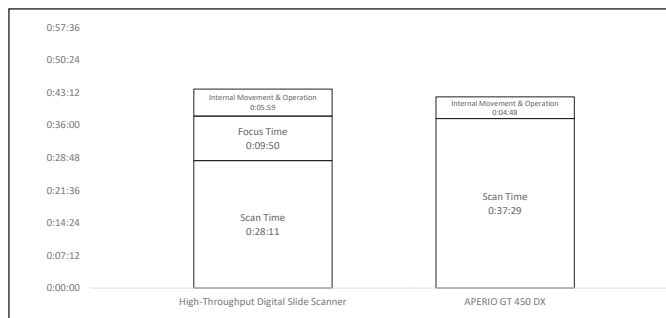 0:57:36
0:50:24
0:43:12
0:36:00
0:28:48
0:21:36
0:14:24
0:07:12
0:00:00
Internal Movement & Operation
0:05:59
Focus Time
0:09:50
Scan Time
0:28:11
Internal Movement & Operation
0:04:48
Scan Time
0:37:29
High-Throughput Digital Slide Scanner
APERIO GT 450 DX